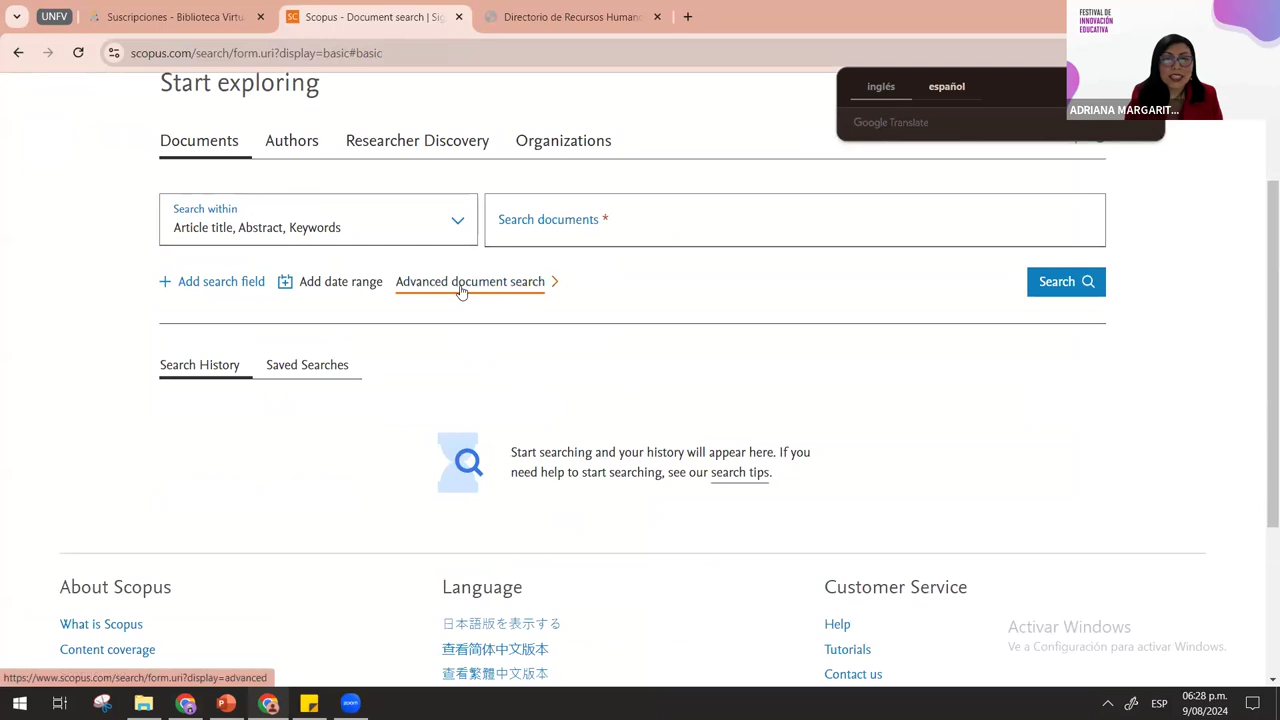 UNFV
Suscripciones - Biblioteca Virtu
Scopus - Document search | Sig
Directorio de Recursos Humano
scopus.com/search/form.uri?display=basic#basic
FESTIVAL DE
INNOVACIÓN
EDUCATIVA
ADRIANA MARGARIT...
Start exploring
inglés
español
Google Translate
Documents
Authors
Researcher Discovery
Organizations
Search within
Article title, Abstract, Keywords
Search documents *
+ Add search field
Add date range
Advanced document search
Search
Search History
Saved Searches
Start searching and your history will appear here. If you
need help to start searching, see our search tips.
About Scopus
Language
Customer Service
What is Scopus
日本語版を表示する
Help
Content coverage
查看简体中文版本
Tutorials
查看繁體中文版本
Contact us
Activar Windows
Ve a Configuración para activar Windows.
https://www.scopus.com/search/form.uri?display=advanced
zoom
ESP
06:28 p.m.
9/08/2024